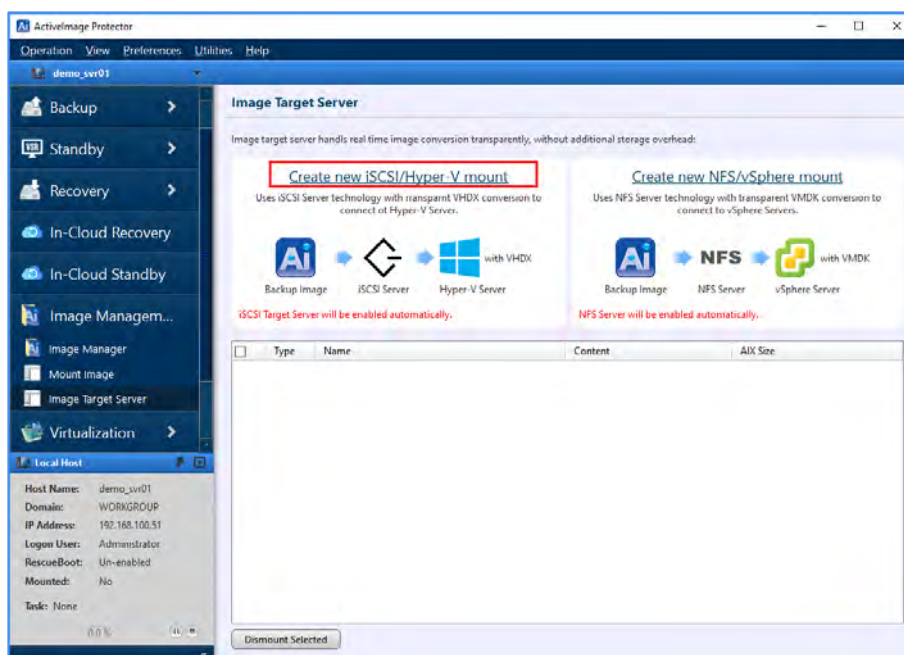 ActiveImage Protector
Operation View Preferences Utilities Help
demo_svr01
Backup
Standby
Recovery
In-Cloud Recovery
In-Cloud Standby
Image Managem...
Image Manager
Mount Image
Image Target Server
Virtualization
Local Host
Host Name: demo_svr01
Domain: WORKGROUP
IP Address: 192.168.100.51
Logon User: Administrator
RescueBoot: Un-enabled
Mounted: No
Task: None
0.0 %
Image Target Server
Image target server handls real time image conversion transparently, without additional storage overhead:
Create new iSCSI/Hyper-V mount
Uses iSCSI Server technology with transparnt VHDX conversion to
connect ot Hyper-V Server.
Ai
with VHDX
Backup Image iSCSI Server Hyper-V Server
iSCSI Target Server will be enabled automatically.
Create new NFS/vSphere mount
Uses NFS Server technology with transparent VMDK conversion to
connect to vSphere Servers.
Ai NFS with VMDK
Backup Image NFS Server vSphere Server
NFS Server will be enabled automatically.
Type Name Content AIX Size
Dismount Selected